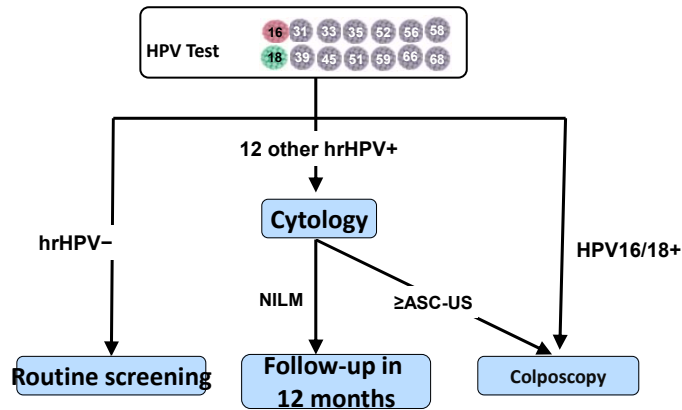 16 31 33 35 52 56 58
HPV Test
18 39 45 51 59 66 68
12 other hrHPV+
Cytology
hrHPV−
HPV16/18+
NILM
≥ASC-US
Routine screening
Follow-up in
12 months
Colposcopy